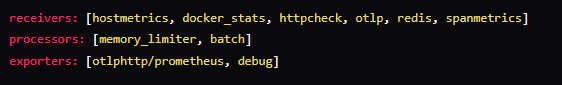 receivers: [hostmetrics, docker_stats, httpcheck, otlp, redis, spanmetrics]
processors: [memory_limiter, batch]
exporters: [otlphttp/prometheus, debug]